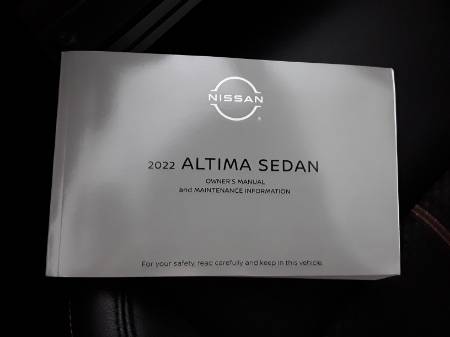 NISSAN
2022 ALTIMA SEDAN
OWNER'S MANUAL
and MAINTENANCE INFORMATION
For your safety, read carefully and keep in this vehicle.